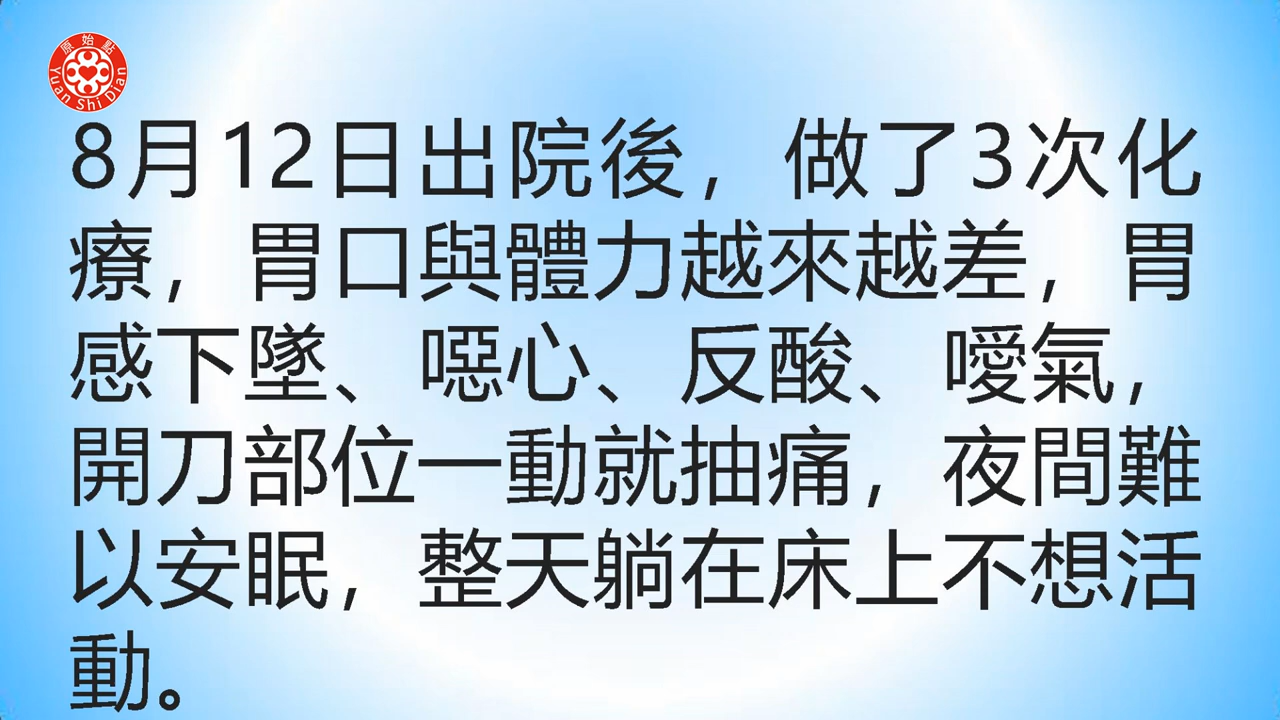 原始點
Yuan Shi Dian
8月12日出院後，做了3次化
療，胃口與體力越來越差，胃
感下墜、噁心、反酸、噯氣，
開刀部位一動就抽痛，夜間難
以安眠，整天躺在床上不想活
動。